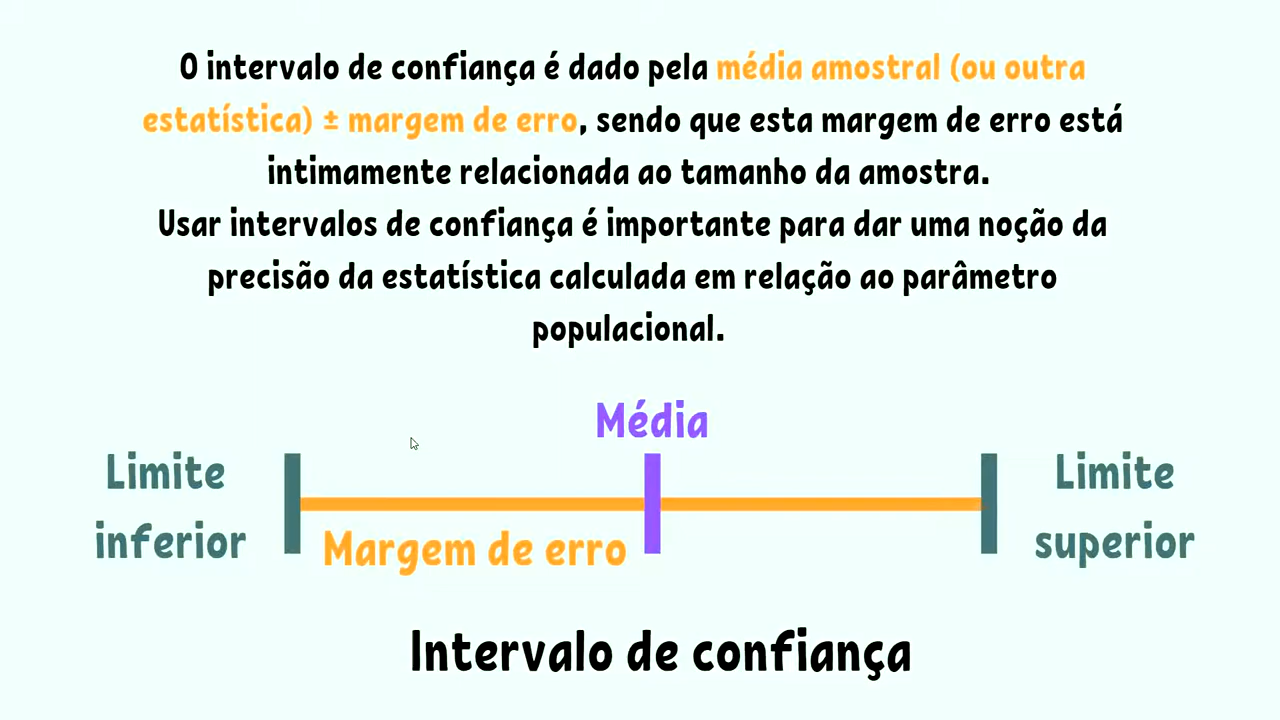 O intervalo de confiança é dado pela média amostral (ou outra
estatística) ± margem de erro, sendo que esta margem de erro está
intimamente relacionada ao tamanho da amostra.
Usar intervalos de confiança é importante para dar uma noção da
precisão da estatística calculada em relação ao parâmetro
populacional.
Média
Limite
inferior
Margem de erro
Limite
superior
Intervalo de confiança